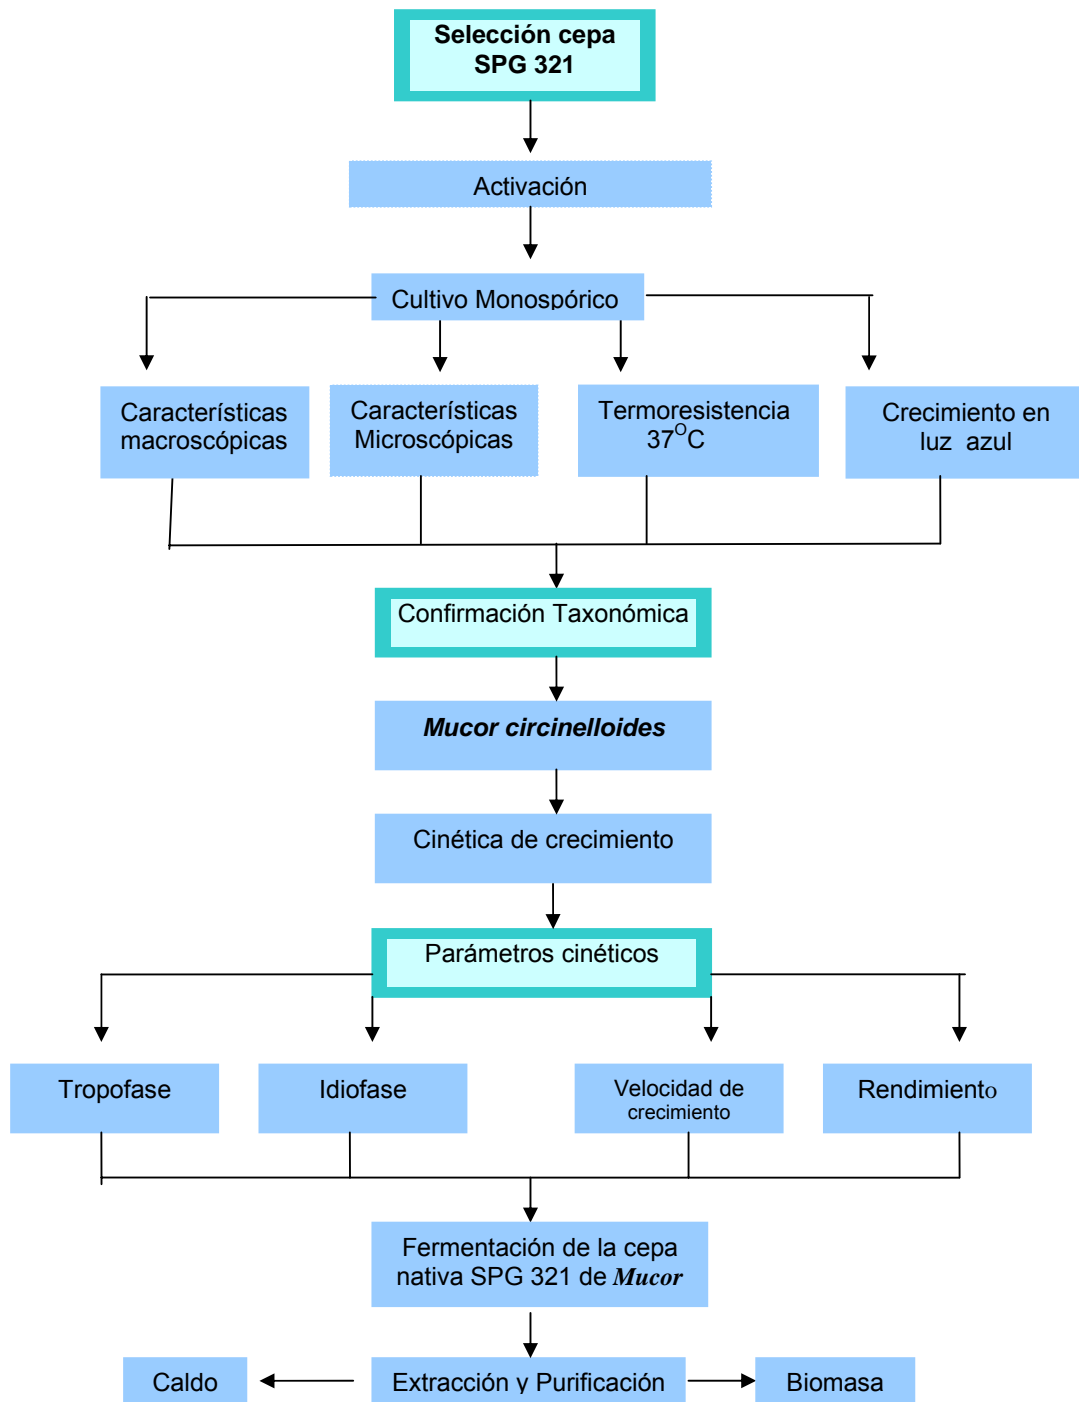 Selección cepa
SPG 321
Activación
Cultivo Monospórico
Características
macroscópicas
Características
Microscópicas
Termoresistencia
37°C
Crecimiento en
luz azul
Confirmación Taxonómica
Mucor circinelloides
Cinética de crecimiento
Parámetros cinéticos
Tropofase
Idiofase
Velocidad de
crecimiento
Rendimiento
Fermentación de la cepa
nativa SPG 321 de Mucor
Caldo
Extracción y Purificación
Biomasa